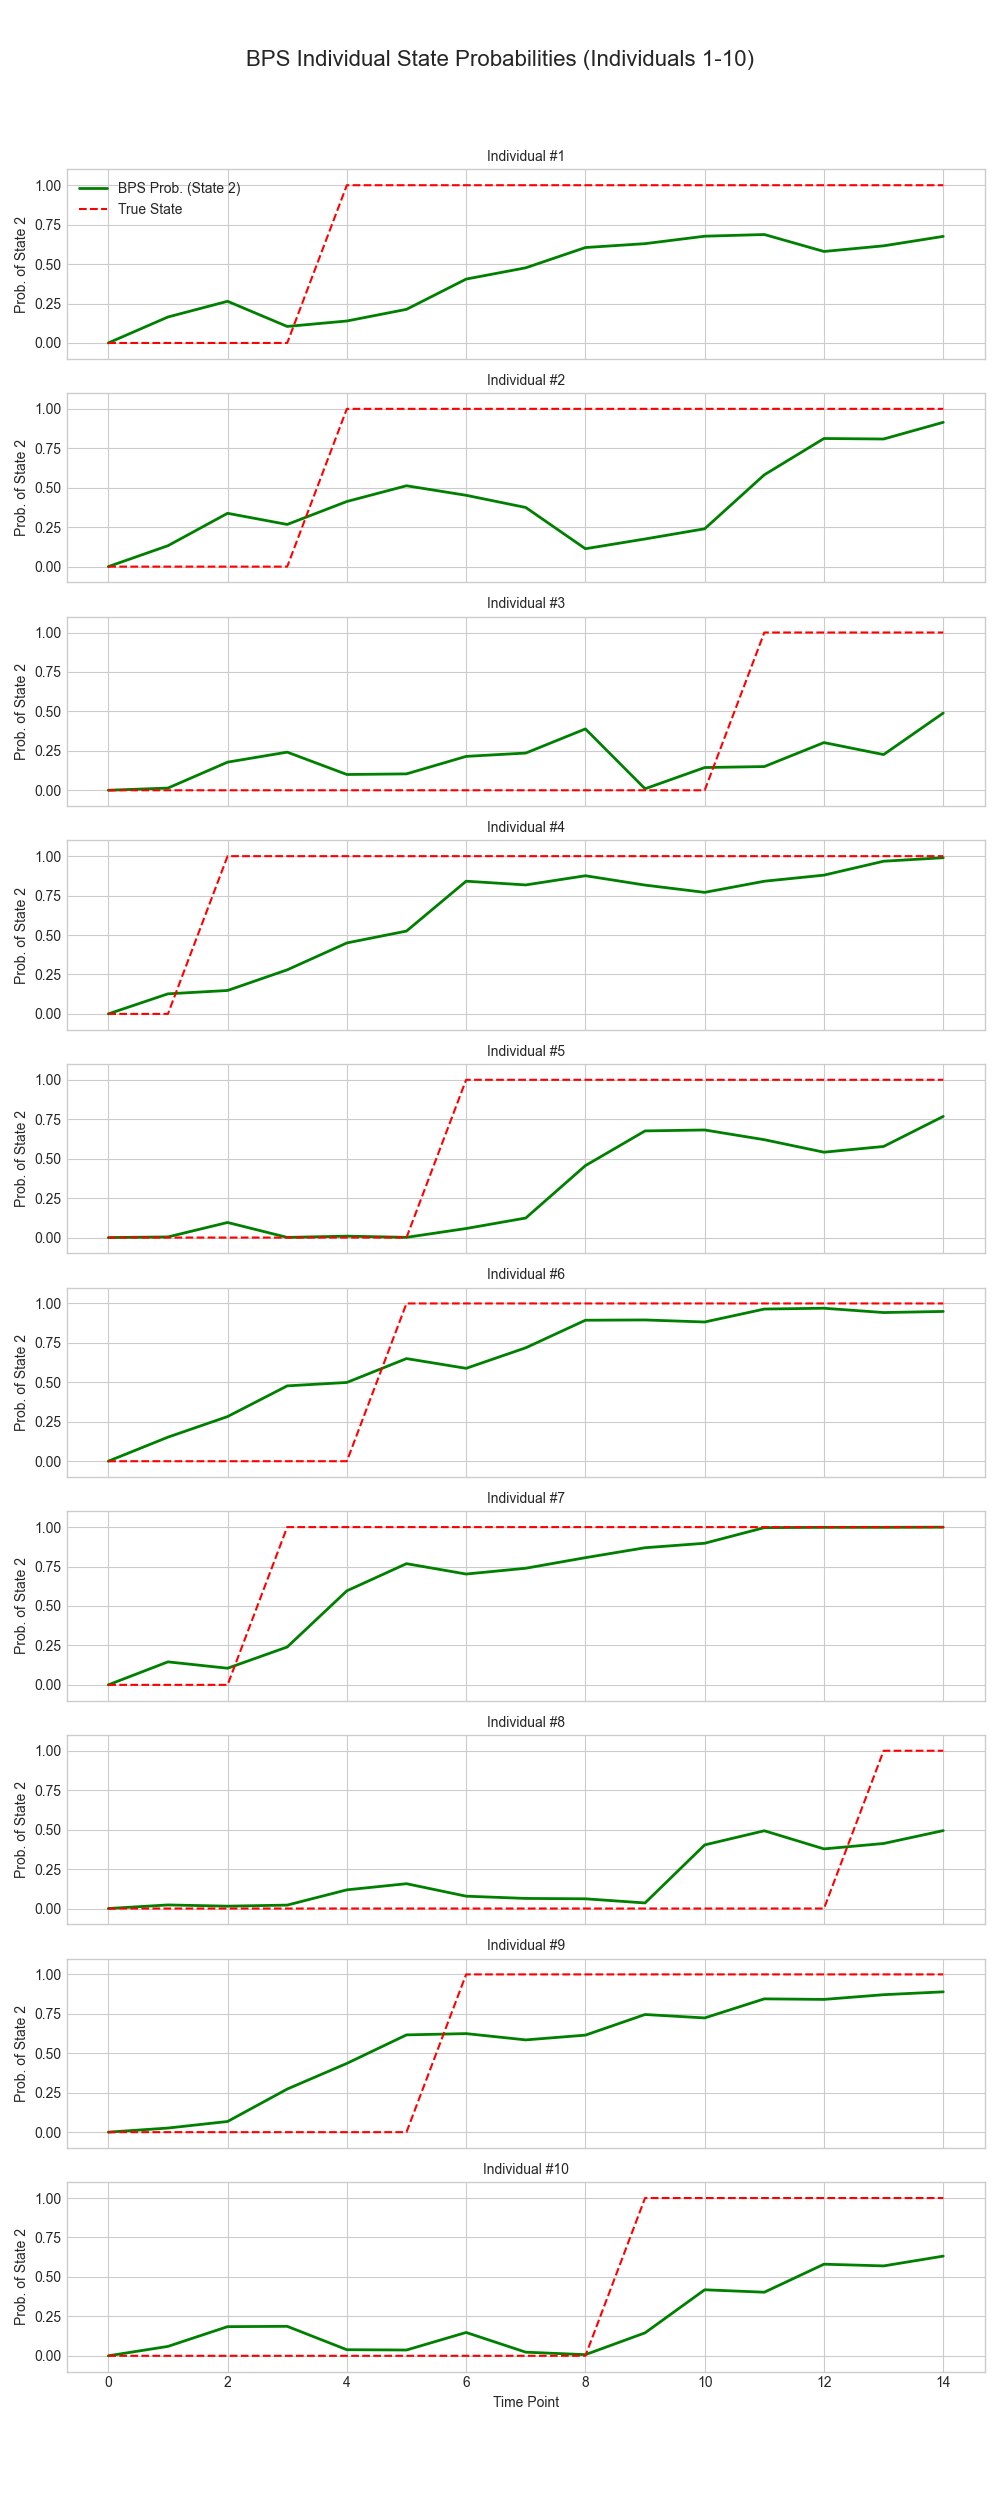 BPS Individual State Probabilities (Individuals 1-10)
Individual #1
BPS Prob. (State 2)
True State
1.00
0.75
0.50
0.25
0.00
Prob. of State 2
Individual #2
1.00
0.75
0.50
0.25
0.00
Prob. of State 2
Individual #3
1.00
0.75
0.50
0.25
0.00
Prob. of State 2
Individual #4
1.00
0.75
0.50
0.25
0.00
Prob. of State 2
Individual #5
1.00
0.75
0.50
0.25
0.00
Prob. of State 2
Individual #6
1.00
0.75
0.50
0.25
0.00
Prob. of State 2
Individual #7
1.00
0.75
0.50
0.25
0.00
Prob. of State 2
Individual #8
1.00
0.75
0.50
0.25
0.00
Prob. of State 2
Individual #9
1.00
0.75
0.50
0.25
0.00
Prob. of State 2
Individual #10
1.00
0.75
0.50
0.25
0.00
Prob. of State 2
0 2 4 6 8 10 12 14
Time Point